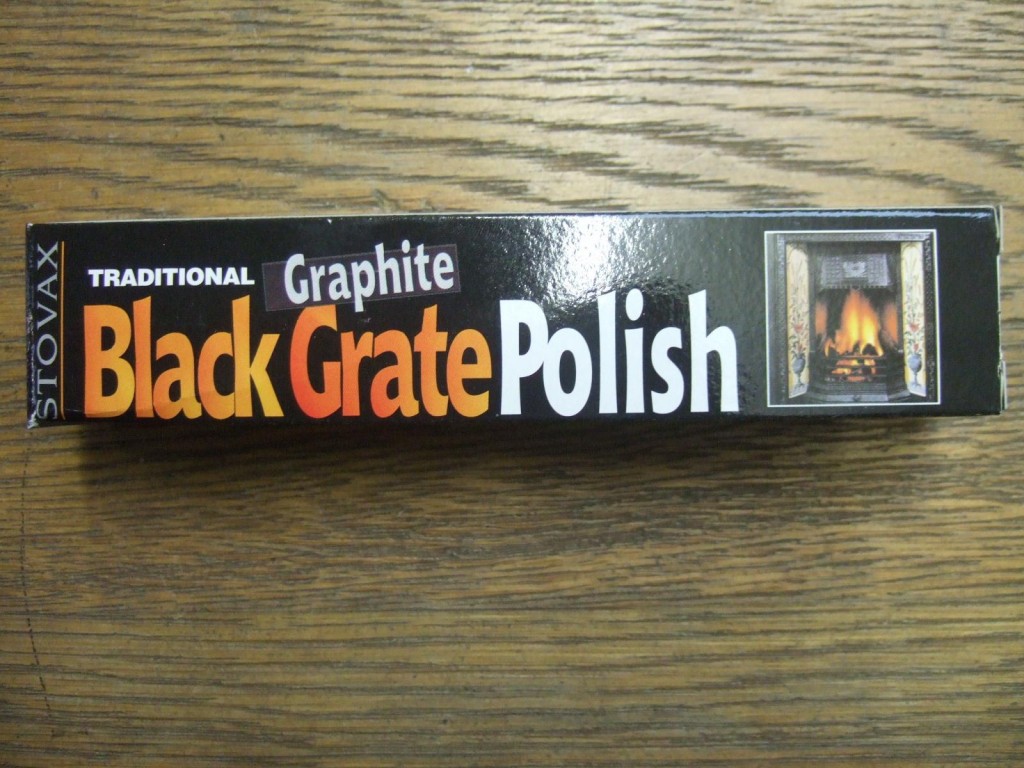 STOVAX
TRADITIONAL Graphite
Black Grate Polish